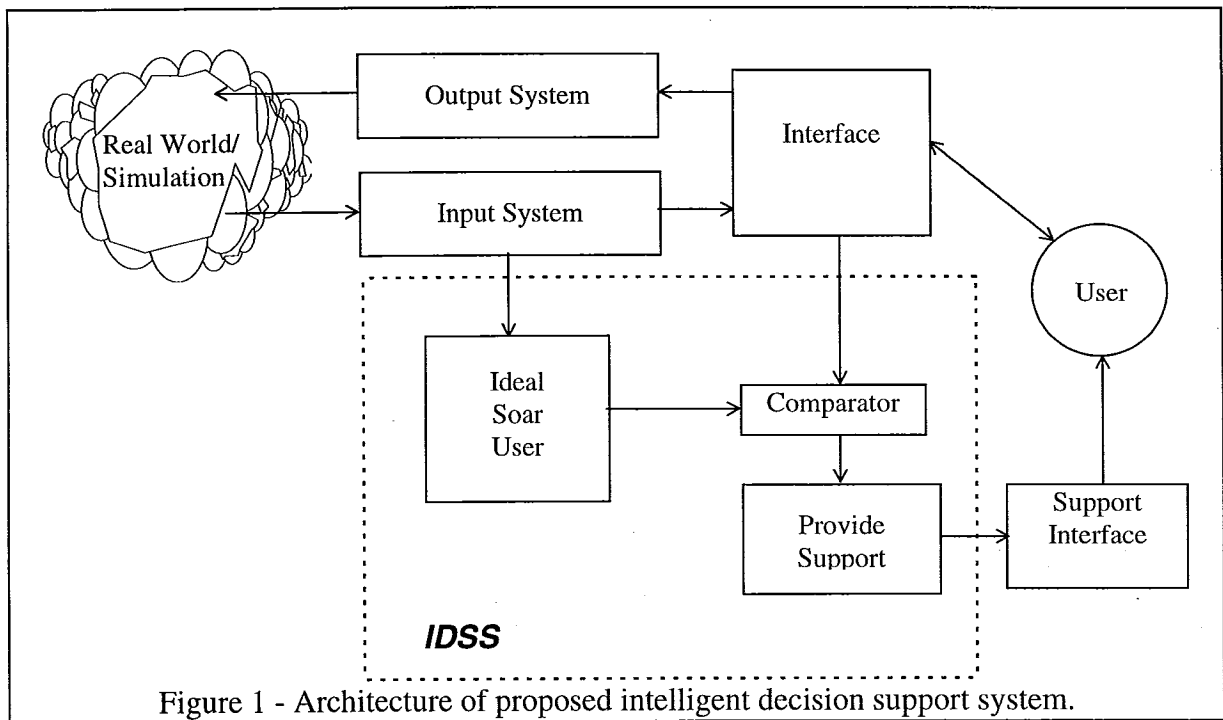 Output System
Interface
Real World/
Simulation
Input System
User
Ideal
Soar
User
Comparator
Provide
Support
Support
Interface
IDSS
Figure 1 - Architecture of proposed intelligent decision support system.